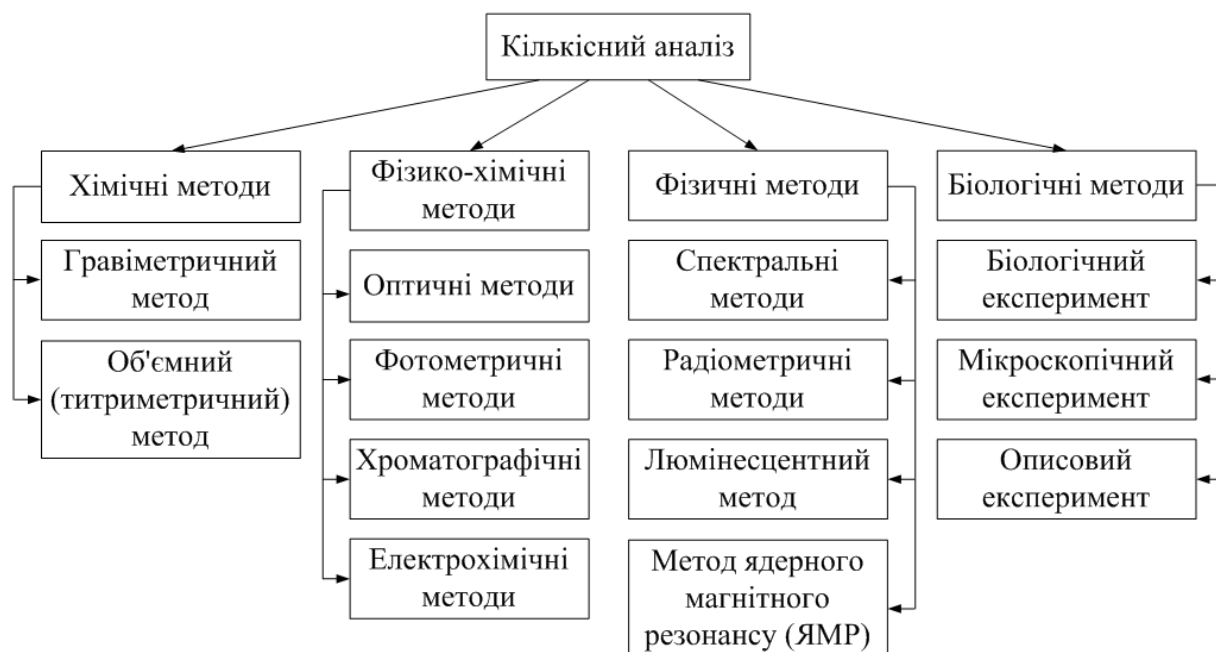 Кількісний аналіз
Хімічні методи
Гравіметричний
метод
Об'ємний
(титриметричний)
метод
Фізико-хімічні
методи
Оптичні методи
Фотометричні
методи
Хроматографічні
методи
Електрохімічні
методи
Фізичні методи
Спектральні
методи
Радіометричні
методи
Люмінесцентний
метод
Метод ядерного
магнітного
резонансу (ЯМР)
Біологічні методи
Біологічний
експеримент
Мікроскопічний
експеримент
Описовий
експеримент